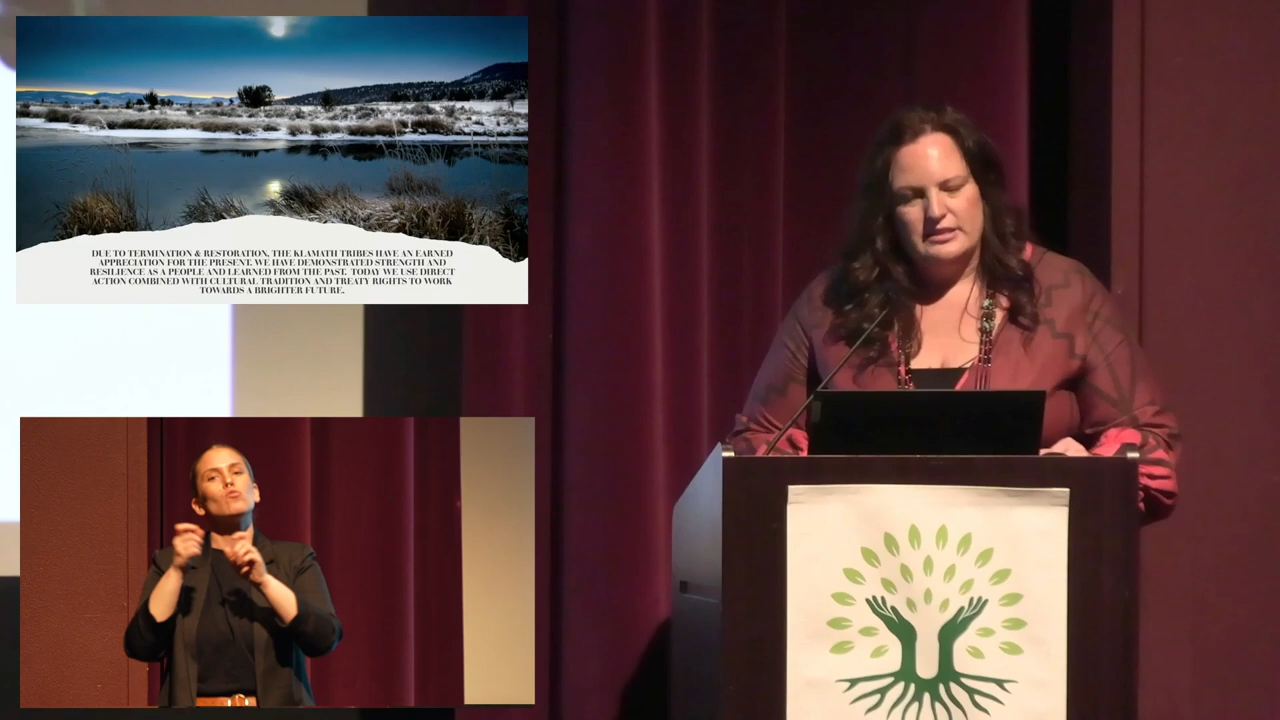 DUE TO TERMINATION & RESTORATION, THE KLAMATH TRIBES HAVE AN EARNED
APPRECIATION FOR THE PRESENT. WE HAVE DEMONSTRATED STRENGTH AND
RESILIENCE AS A PEOPLE AND LEARNED FROM THE PAST. TODAY WE USE DIRECT
ACTION COMBINED WITH CULTURAL TRADITION AND TREATY RIGHTS TO WORK
TOWARDS A BRIGHTER FUTURE.